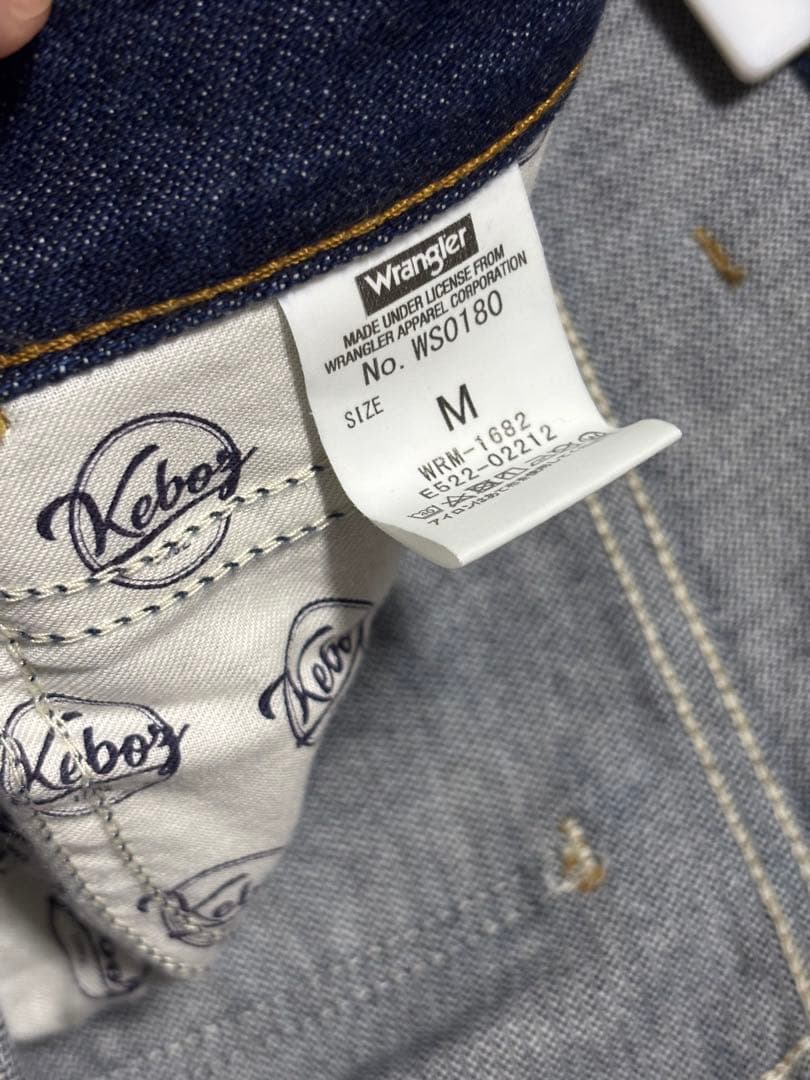 Wrangler
MADE UNDER LICENSE FROM
WRANGLER APPAREL CORPORATION
No. WS0180
SIZE M
WRM-1682
E522-02212
Keboz
Keboz
Keboz